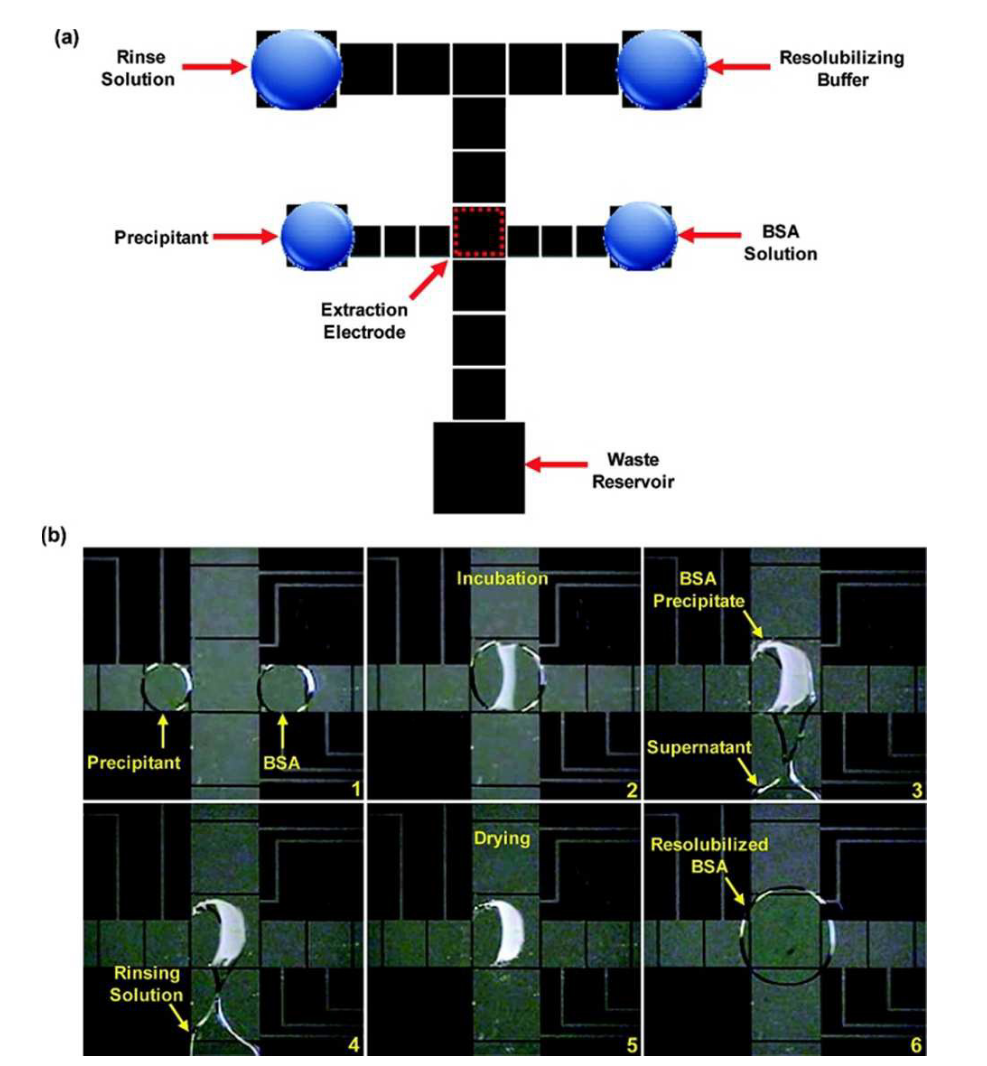 (a)
Rinse
Solution
Resolubilizing
Buffer
Precipitant
BSA
Solution
Extraction
Electrode
Waste
Reservoir
(b)
Precipitant
BSA
1
Incubation
2
BSA
Precipitate
Supernatant
3
Rinsing
Solution
4
Drying
5
Resolubilized
BSA
6